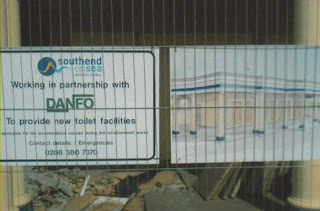 southend
on sea
Working in partnership with
DANFO
To provide new toilet facilities
Contact details / Emergencies
0208 380 7370